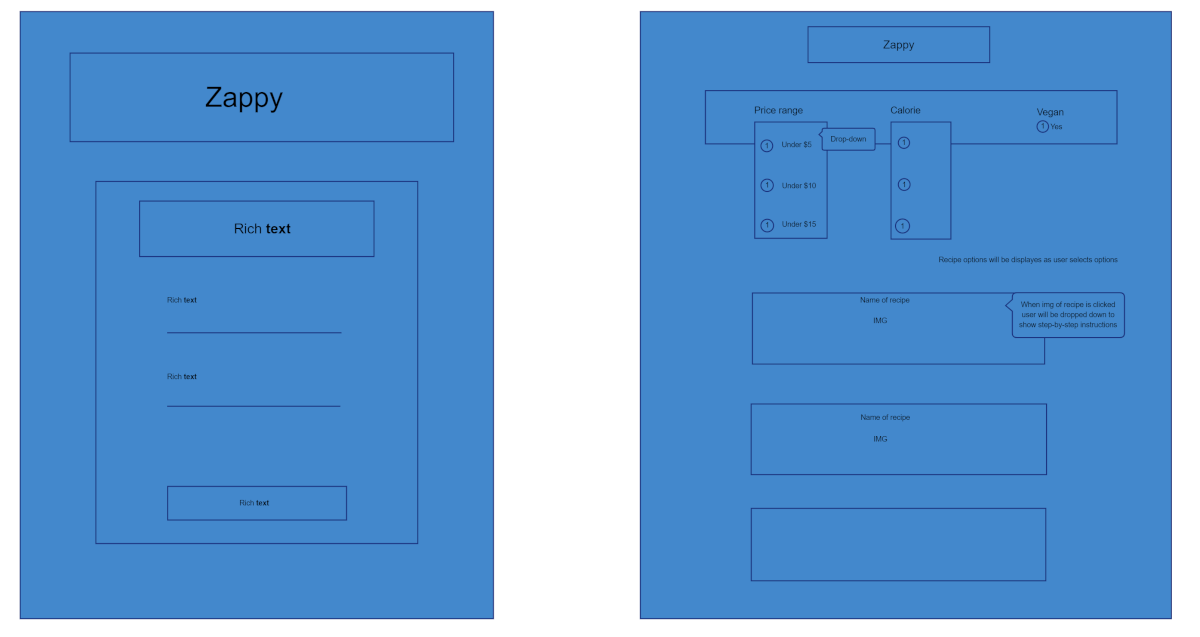 Zappy
Rich text
Rich text
Rich text
Rich text
Zappy
Price range
Calorie
Vegan
1 Yes
1 Under $5
Drop-down
1
1 Under $10
1
1 Under $15
1
Recipe options will be displayes as user selects options
Name of recipe
IMG
When img of recipe is clicked
user will be dropped down to
show step-by-step instructions
Name of recipe
IMG